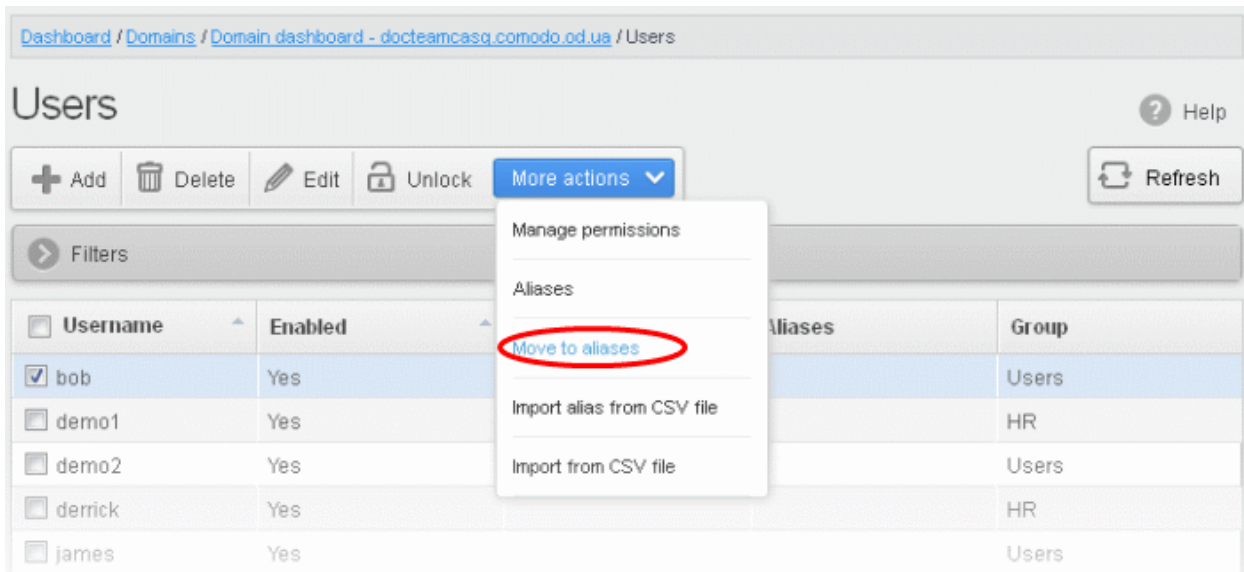 Dashboard / Domains / Domain dashboard - docteamcasg.comodo.od.ua / Users
Users
Help
Add Delete Edit Unlock More actions Refresh
Manage permissions
Filters
Aliases
Username Enabled Aliases Group
Move to aliases
bob Yes Users
Import alias from CSV file
demo1 Yes HR
demo2 Yes Users
Import from CSV file
derrick Yes HR
james Yes Users